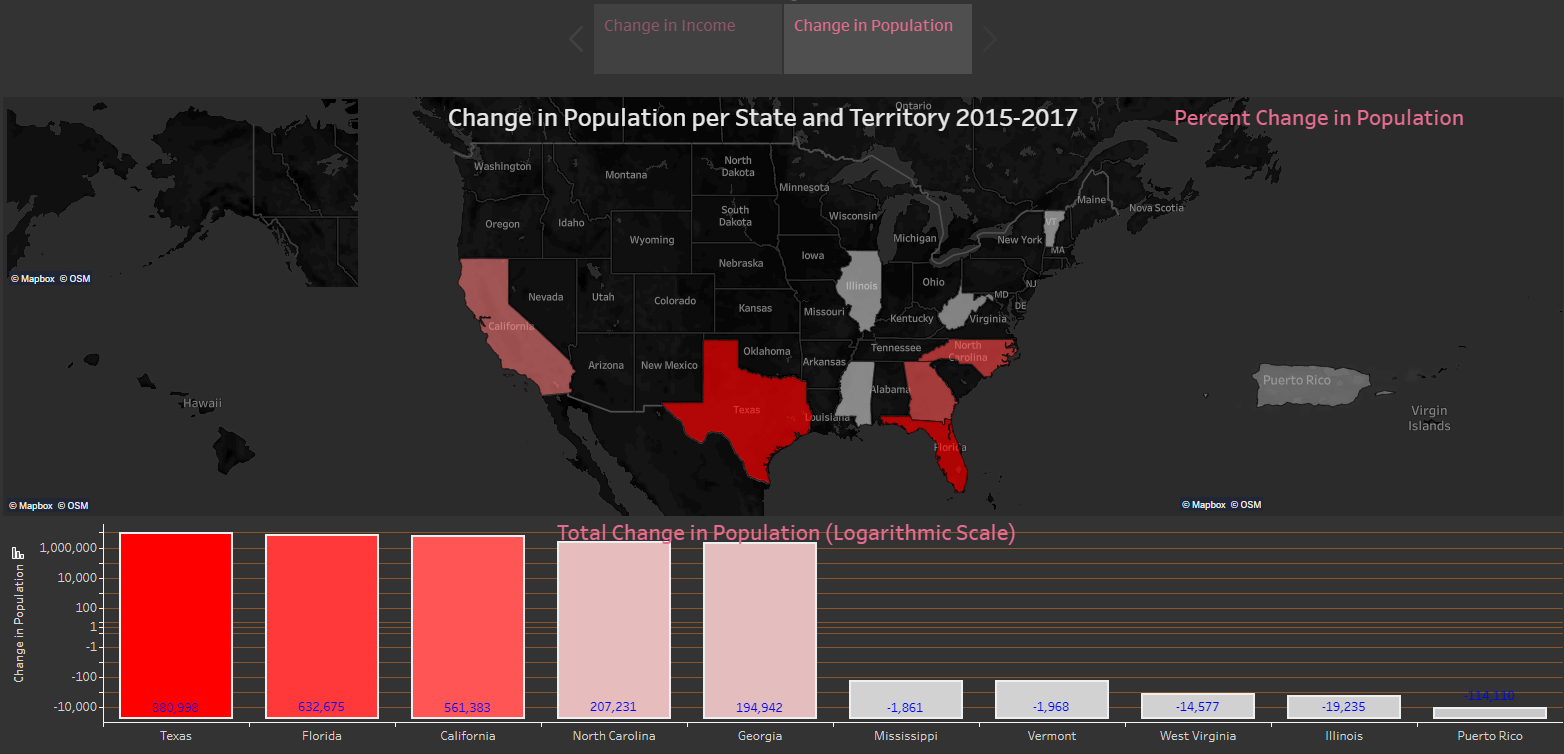 Change in Income
Change in Population
Change in Population per State and Territory 2015-2017
Percent Change in Population
Ontario
Washington
Montana
North
Dakota
Minnesota
Maine
Nova Scotia
Oregon
Idaho
South
Dakota
Wisconsin
Michigan
New York
VT
MA
Wyoming
Nebraska
Iowa
Illinois
Ohio
NJ
MD
DE
Nevada
Utah
Colorado
Kansas
Missouri
Kentucky
Virginia
California
Arizona
New Mexico
Oklahoma
Arkansas
Tennessee
North
Carolina
Texas
Louisiana
Alabama
Florida
Hawaii
Puerto Rico
Virgin
Islands
© Mapbox © OSM
© Mapbox © OSM
© Mapbox © OSM
Total Change in Population (Logarithmic Scale)
Change in Population
1,000,000
10,000
100
1
-1
-100
-10,000
880,998
632,675
561,383
207,231
194,942
-1,861
-1,968
-14,577
-19,235
Texas
Florida
California
North Carolina
Georgia
Mississippi
Vermont
West Virginia
Illinois
Puerto Rico